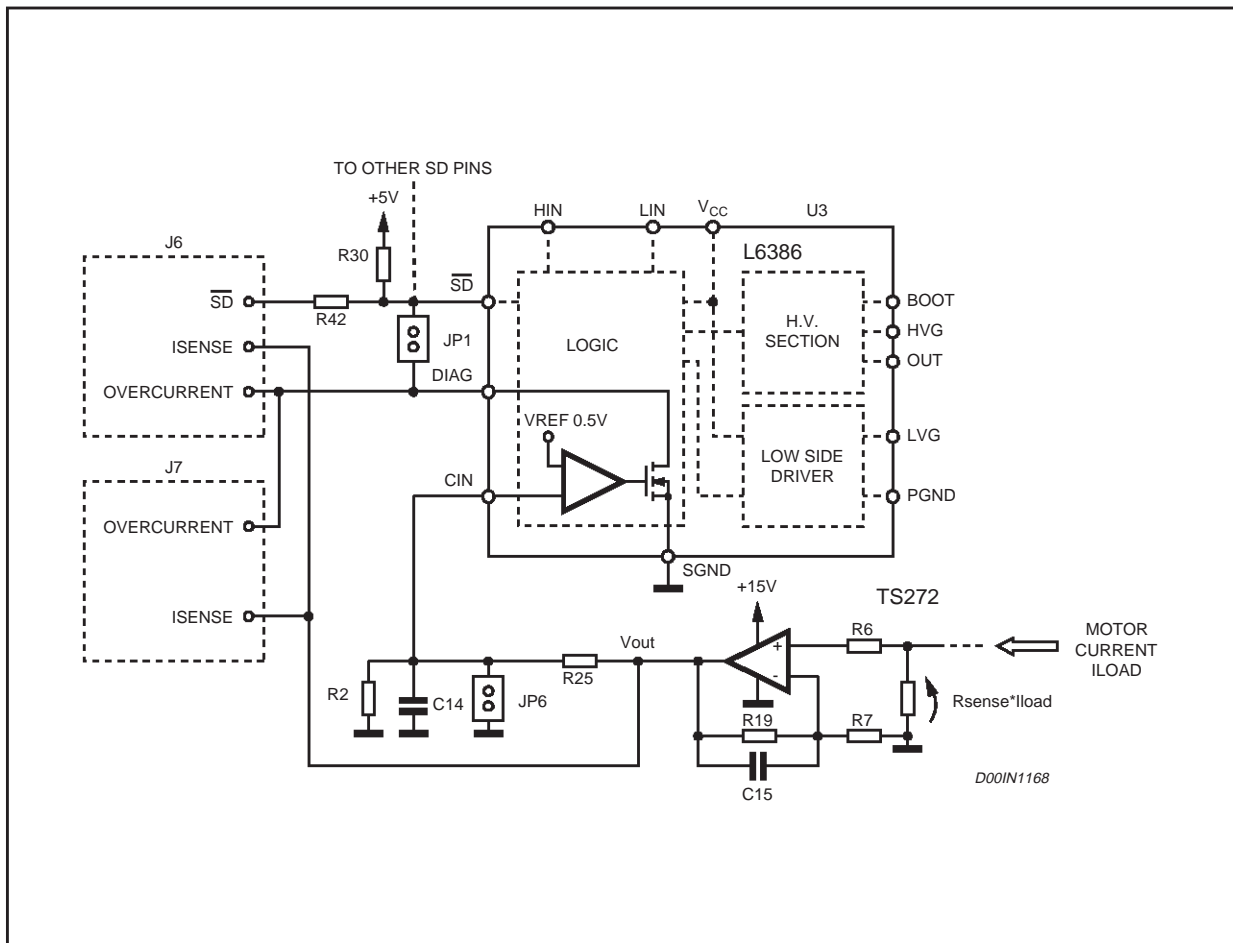 TO OTHER SD PINS
+5V
HIN
LIN
VCC
U3
J6
R30
L6386
SD
R42
SD
BOOT
HVG
OUT
H.V.
SECTION
ISENSE
JP1
LOGIC
OVERCURRENT
DIAG
VREF 0.5V
LVG
LOW SIDE
DRIVER
J7
CIN
PGND
OVERCURRENT
SGND
+15V
TS272
ISENSE
Vout
R6
MOTOR
CURRENT
ILOAD
+
-
R2
C14
JP6
R25
Rsense*Iload
R19
R7
C15
D00IN1168